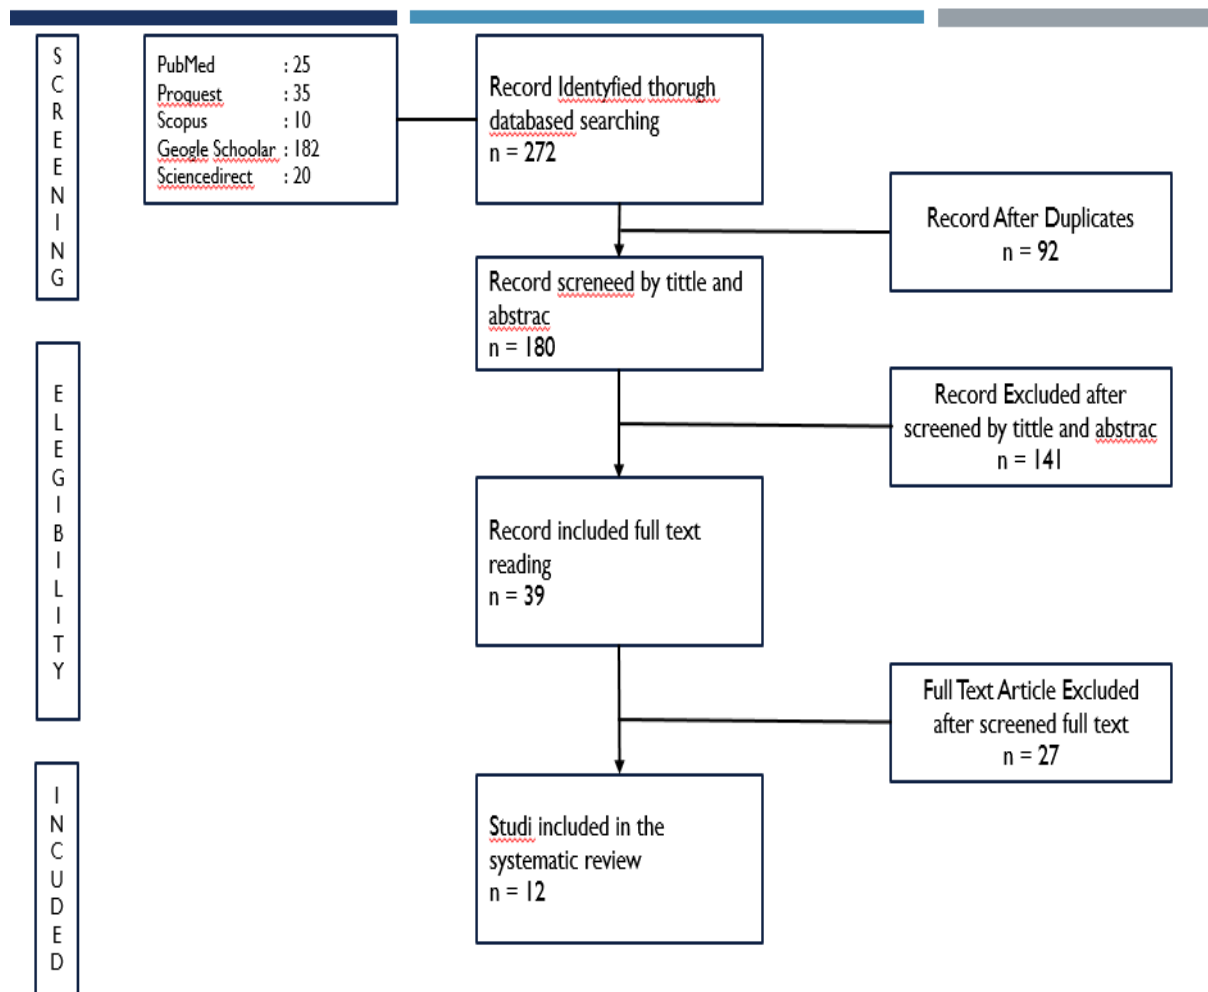 SCREENING
PubMed : 25
Proquest : 35
Scopus : 10
Geogle Schoolar : 182
Sciencedirect : 20
Record Identyfied thorugh
databased searching
n = 272
Record After Duplicates
n = 92
Record screneed by tittle and
abstrac
n = 180
ELEGIBILITY
Record Excluded after
screened by tittle and abstrac
n = 141
Record included full text
reading
n = 39
Full Text Article Excluded
after screened full text
n = 27
INCUDED
Studi included in the
systematic review
n = 12